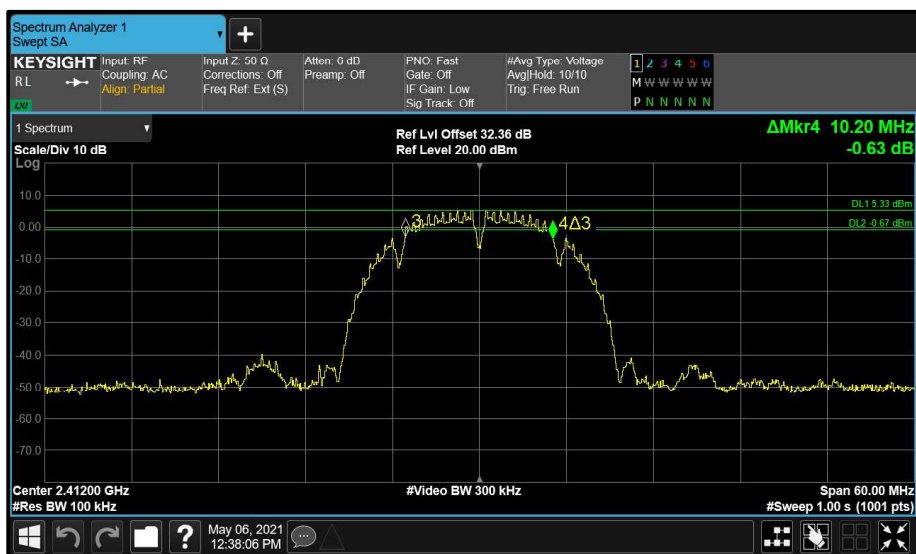 Spectrum Analyzer 1
Swept SA
+
KEYSIGHT
RL
LXI
Input: RF
Coupling: AC
Align: Partial
Input Z: 50 Ω
Corrections: Off
Freq Ref: Ext (S)
Atten: 0 dB
Preamp: Off
PNO: Fast
Gate: Off
IF Gain: Low
Sig Track: Off
#Avg Type: Voltage
Avg|Hold: 10/10
Trig: Free Run
1 2 3 4 5 6
M W W W W W
P N N N N N
1 Spectrum
Scale/Div 10 dB
Log
Ref Lvl Offset 32.36 dB
Ref Level 20.00 dBm
ΔMkr4 10.20 MHz
-0.63 dB
10.0
DL1 5.33 dBm
3
4Δ3
0.00
DL2 -0.67 dBm
-10.0
-20.0
-30.0
-40.0
-50.0
-60.0
-70.0
Center 2.41200 GHz
#Video BW 300 kHz
Span 60.00 MHz
#Res BW 100 kHz
#Sweep 1.00 s (1001 pts)
?
May 06, 2021
12:38:06 PM